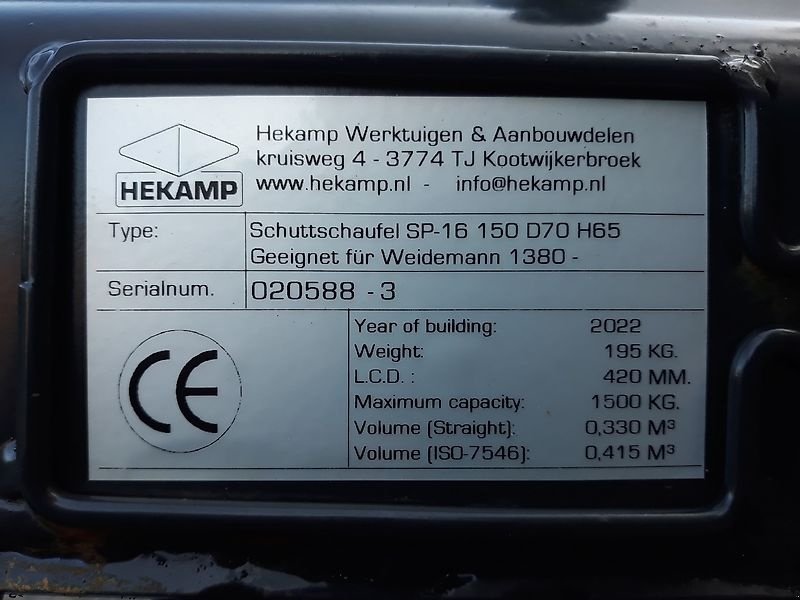 Hekamp Werktuigen & Aanbouwdelen
kruisweg 4 - 3774 TJ Kootwijkerbroek
www.hekamp.nl - info@hekamp.nl
HEKAMP
Type: Schuttschaufel SP-16 150 D70 H65
Geeignet für Weidemann 1380 -
Serialnum. 020588 - 3
CE
Year of building: 2022
Weight: 195 KG.
L.C.D. : 420 MM.
Maximum capacity: 1500 KG.
Volume (Straight): 0,330 M³
Volume (ISO-7546): 0,415 M³